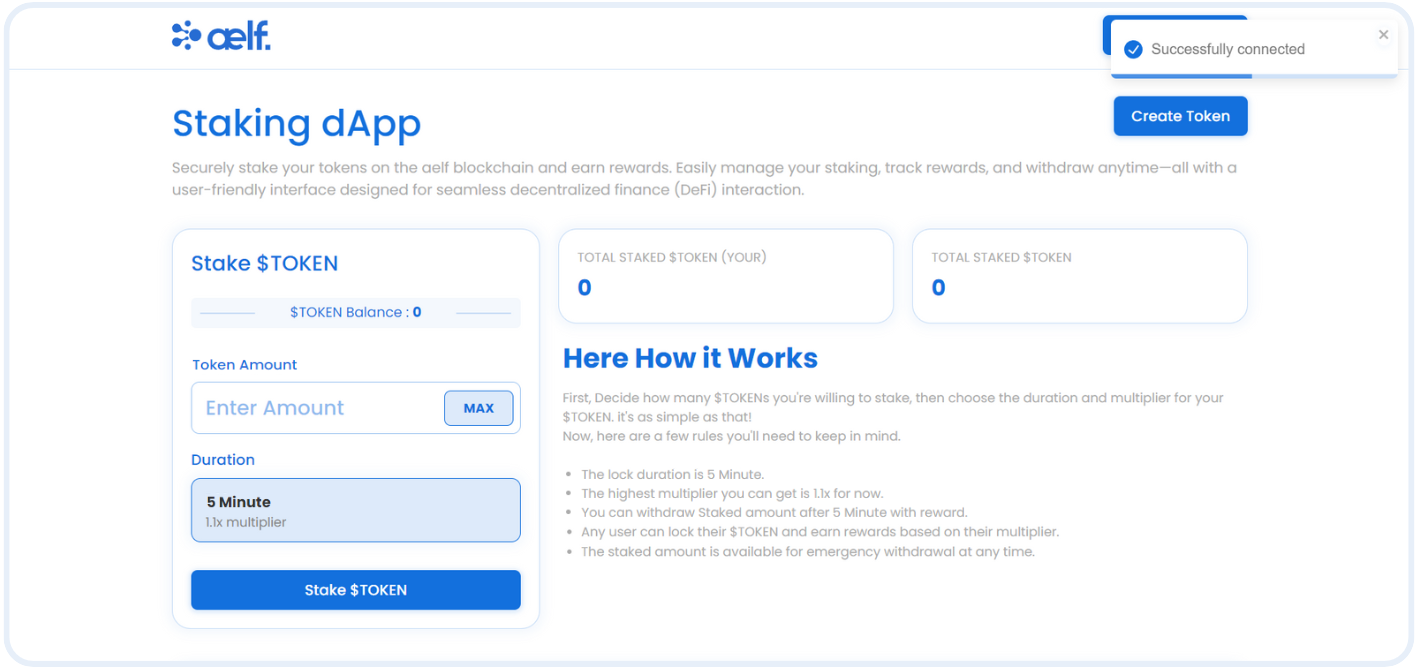 aelf.
Successfully connected
Staking dApp
Create Token
Securely stake your tokens on the aelf blockchain and earn rewards. Easily manage your staking, track rewards, and withdraw anytime—all with a
user-friendly interface designed for seamless decentralized finance (DeFi) interaction.
Stake $TOKEN
$TOKEN Balance : 0
Token Amount
Enter Amount
MAX
Duration
5 Minute
1.1x multiplier
Stake $TOKEN
TOTAL STAKED $TOKEN (YOUR)
0
TOTAL STAKED $TOKEN
0
Here How it Works
First, Decide how many $TOKENs you're willing to stake, then choose the duration and multiplier for your
$TOKEN. it's as simple as that!
Now, here are a few rules you'll need to keep in mind.
• The lock duration is 5 Minute.
• The highest multiplier you can get is 1.1x for now.
• You can withdraw Staked amount after 5 Minute with reward.
• Any user can lock their $TOKEN and earn rewards based on their multiplier.
• The staked amount is available for emergency withdrawal at any time.